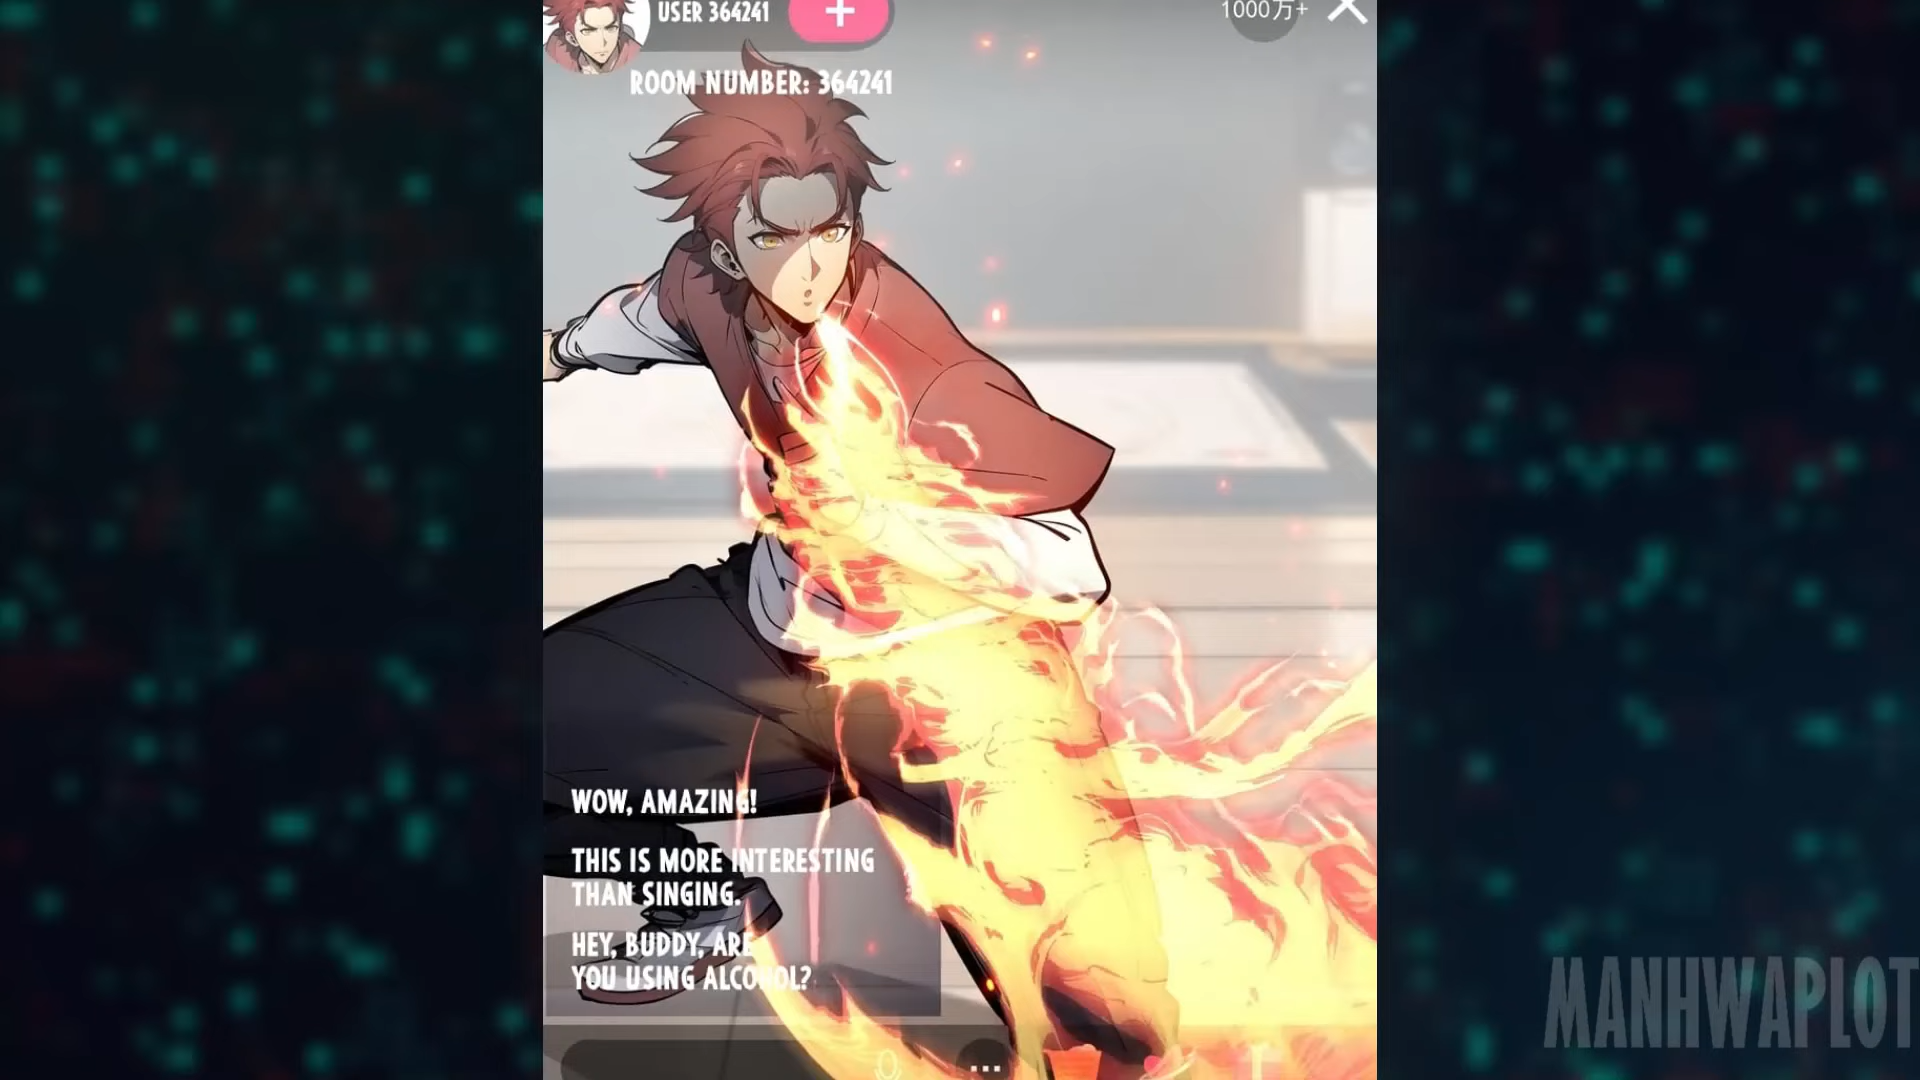 USER 364241
1000万+
ROOM NUMBER: 364241
WOW, AMAZING!
THIS IS MORE INTERESTING
THAN SINGING.
HEY, BUDDY, ARE
YOU USING ALCOHOL?
MANHWAPLOT